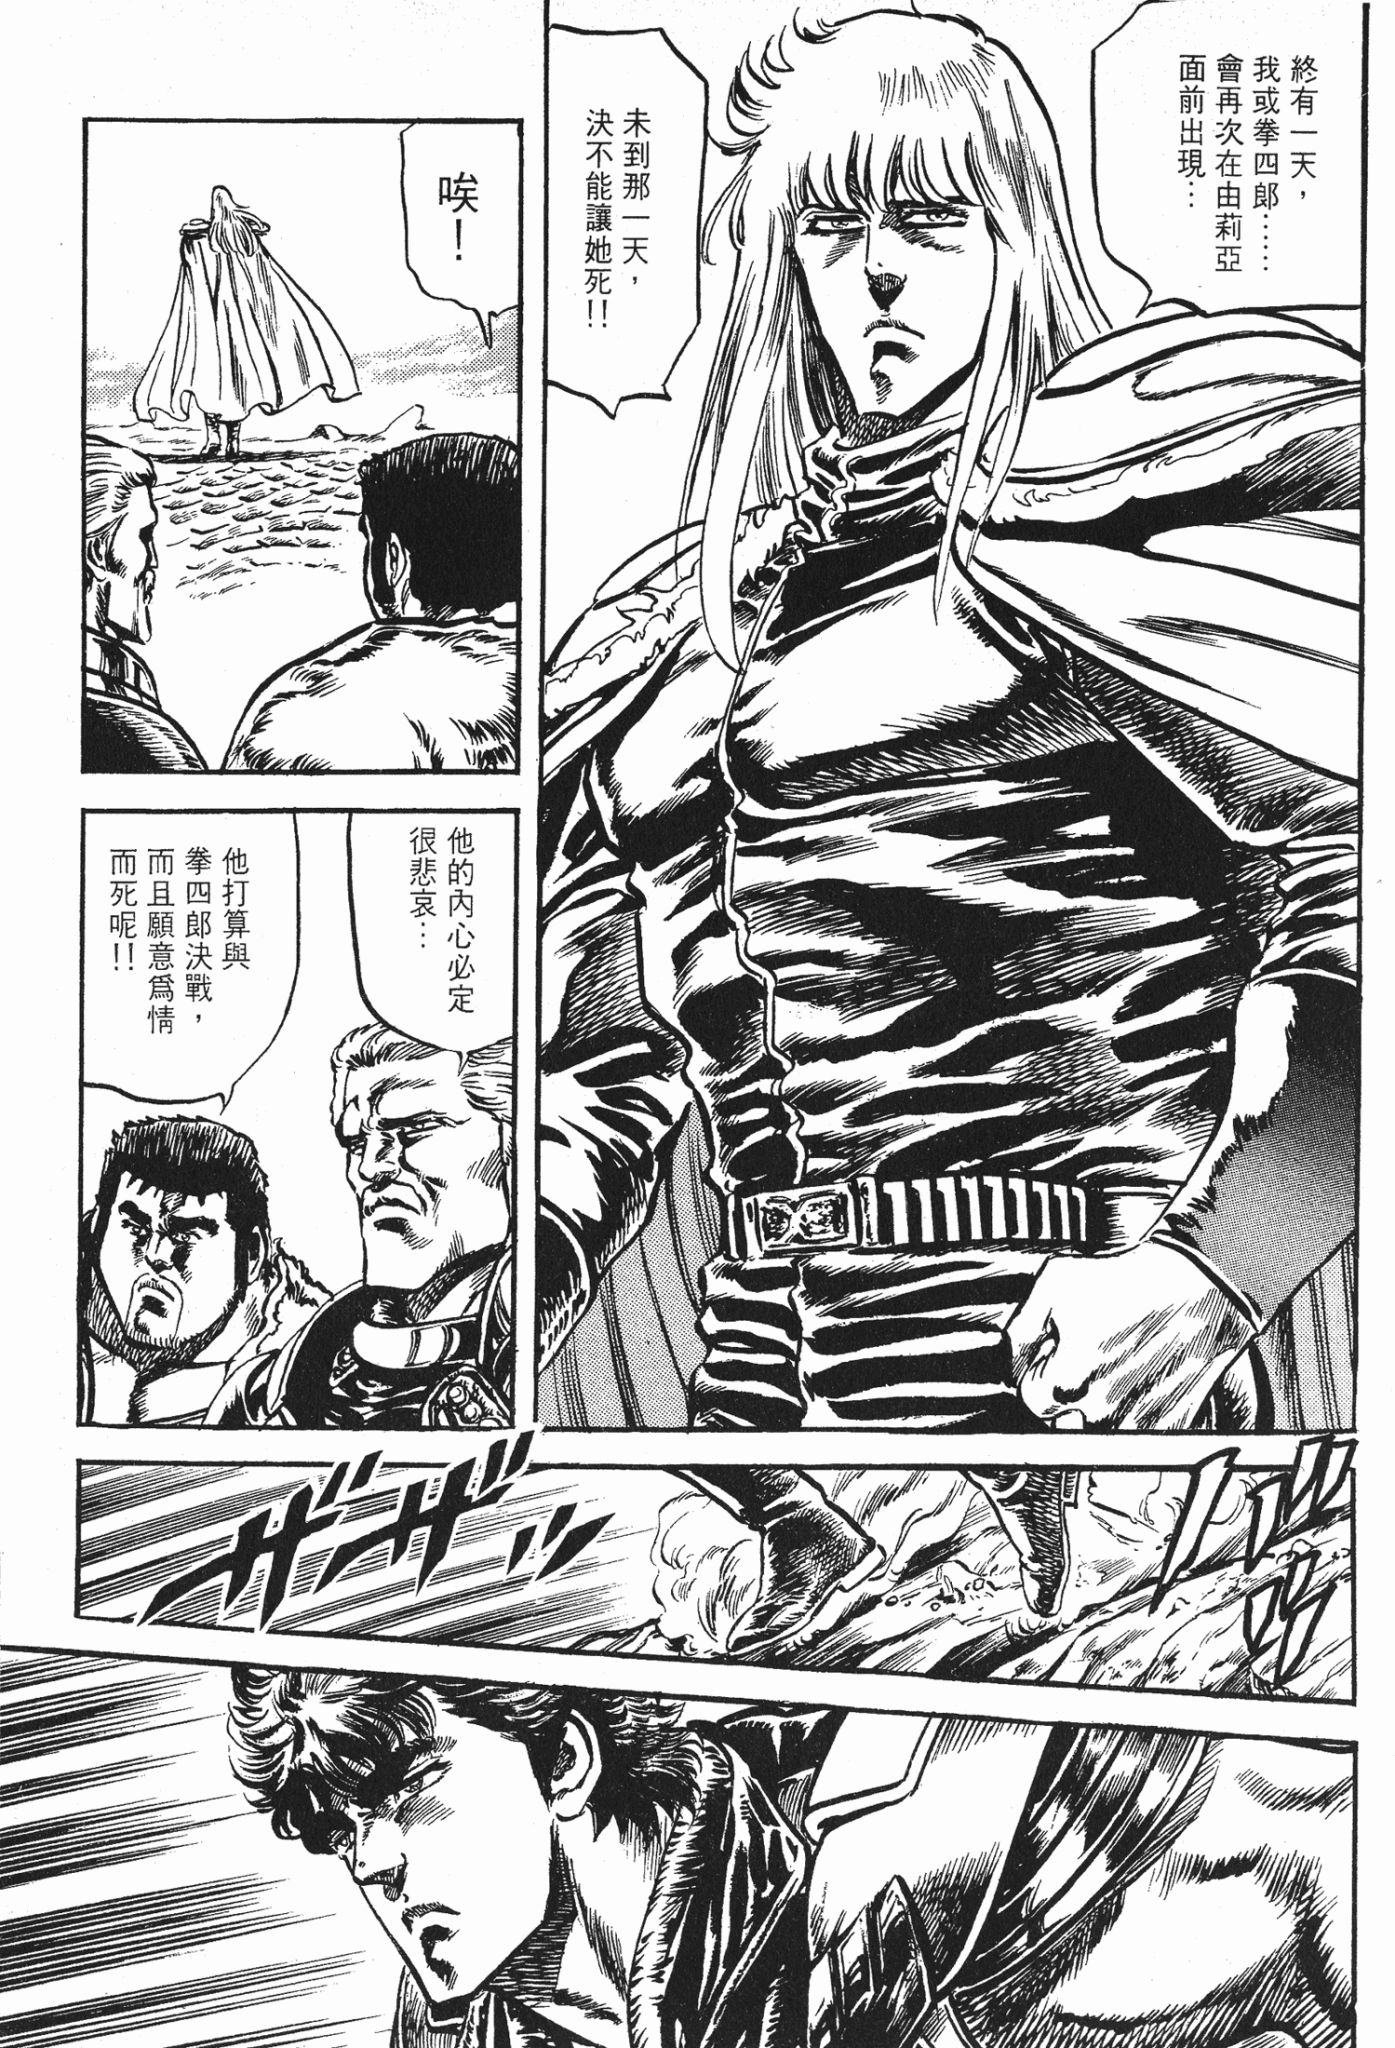 終有一天，
我或拳四郎……
會再次在由莉亞
面前出現…
未到那一天，
決不能讓她死!!
唉！
他的內心必定
很悲哀…
他打算與
拳四郎決戰，
而且願意爲情
而死呢!!
ザザッ